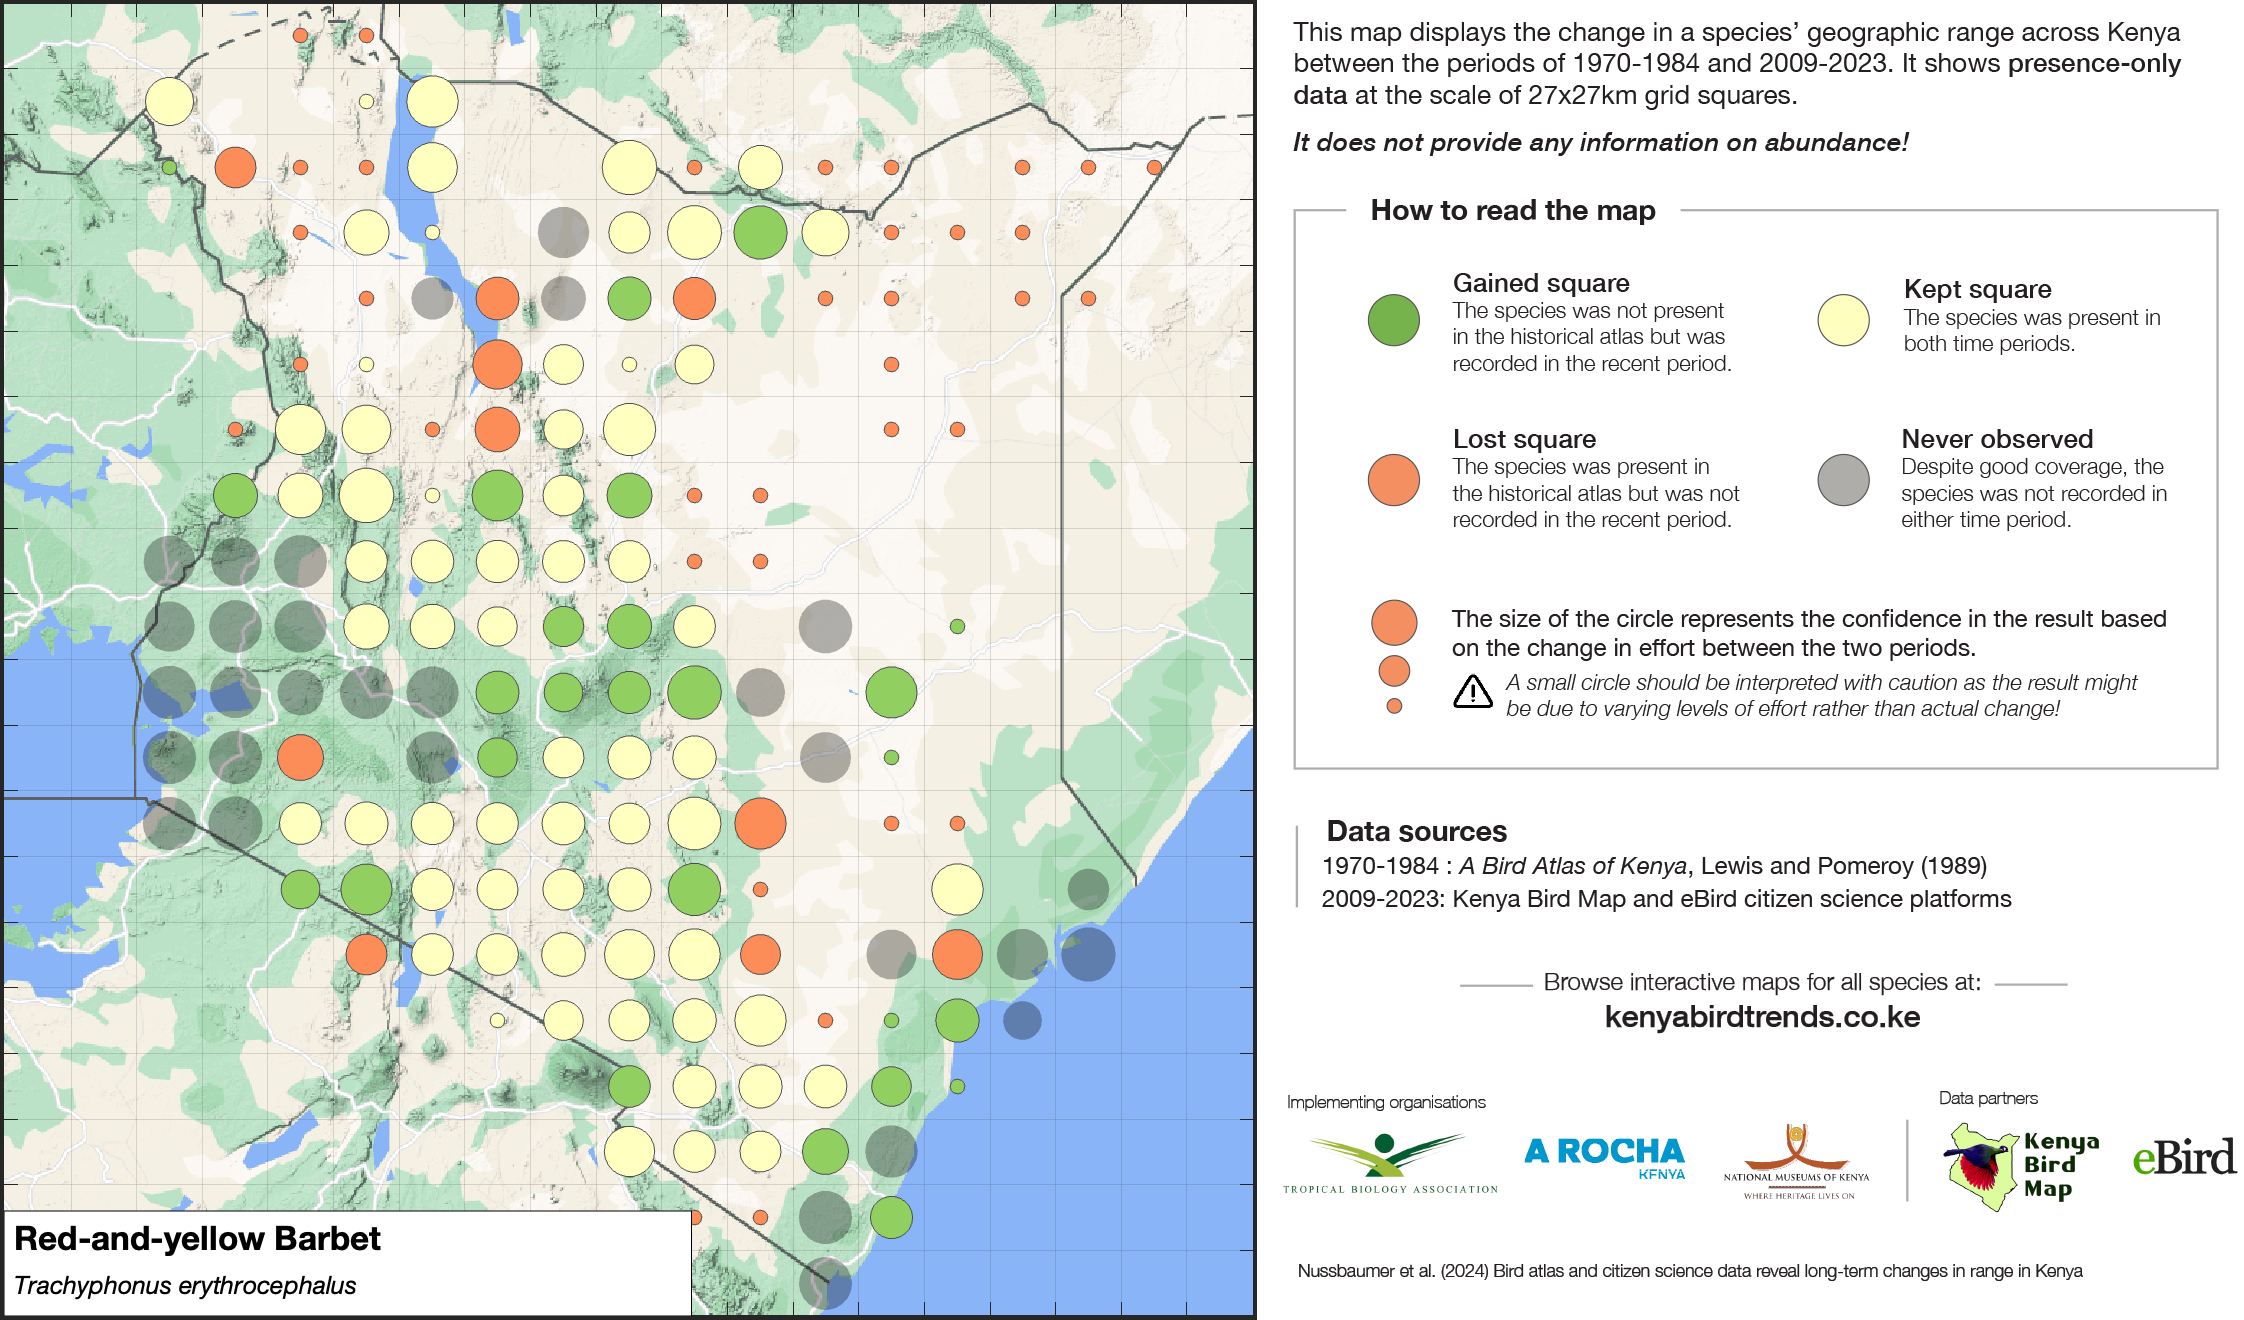 This map displays the change in a species’ geographic range across Kenya
between the periods of 1970-1984 and 2009-2023. It shows presence-only
data at the scale of 27x27km grid squares.
It does not provide any information on abundance!
How to read the map
Gained square
The species was not present
in the historical atlas but was
recorded in the recent period.
Kept square
The species was present in
both time periods.
Lost square
The species was present in
the historical atlas but was not
recorded in the recent period.
Never observed
Despite good coverage, the
species was not recorded in
either time period.
The size of the circle represents the confidence in the result based
on the change in effort between the two periods.
A small circle should be interpreted with caution as the result might
be due to varying levels of effort rather than actual change!
Data sources
1970-1984 : A Bird Atlas of Kenya, Lewis and Pomeroy (1989)
2009-2023: Kenya Bird Map and eBird citizen science platforms
Browse interactive maps for all species at:
kenyabirdtrends.co.ke
Implementing organisations
Data partners
TROPICAL BIOLOGY ASSOCIATION
A ROCHA
KENYA
NATIONAL MUSEUMS OF KENYA
WHERE HERITAGE LIVES ON
Kenya
Bird
Map
eBird
Nussbaumer et al. (2024) Bird atlas and citizen science data reveal long-term changes in range in Kenya
Red-and-yellow Barbet
Trachyphonus erythrocephalus